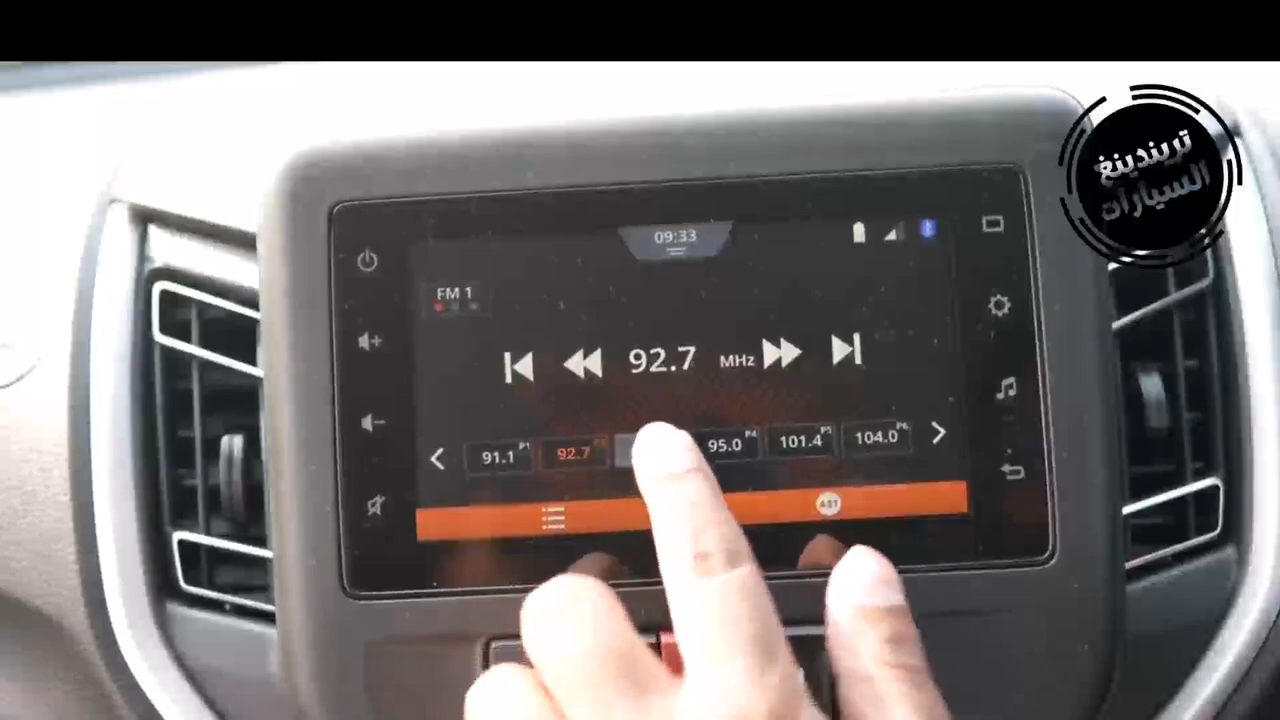 تريندينغ
السيارات
09:33
FM 1
92.7 MHz
91.1 P1
92.7
95.0 P4
101.4 P5
104.0 P6
AST